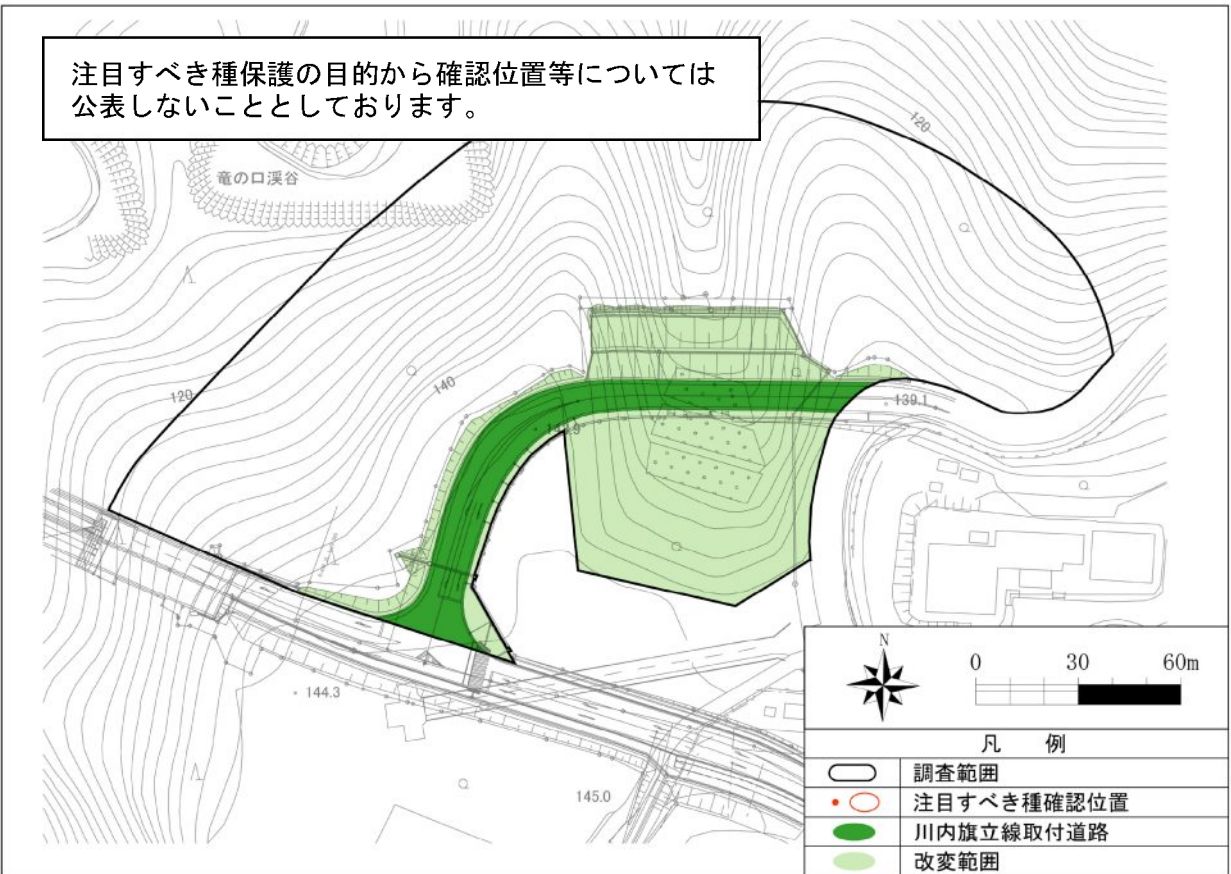 注目すべき種保護の目的から確認位置等については
公表しないこととしております。
120
竜の口渓谷
140
120
139.1
144.3
145.0
N
0 30 60m
凡 例
調査範囲
注目すべき種確認位置
川内旗立線取付道路
改変範囲